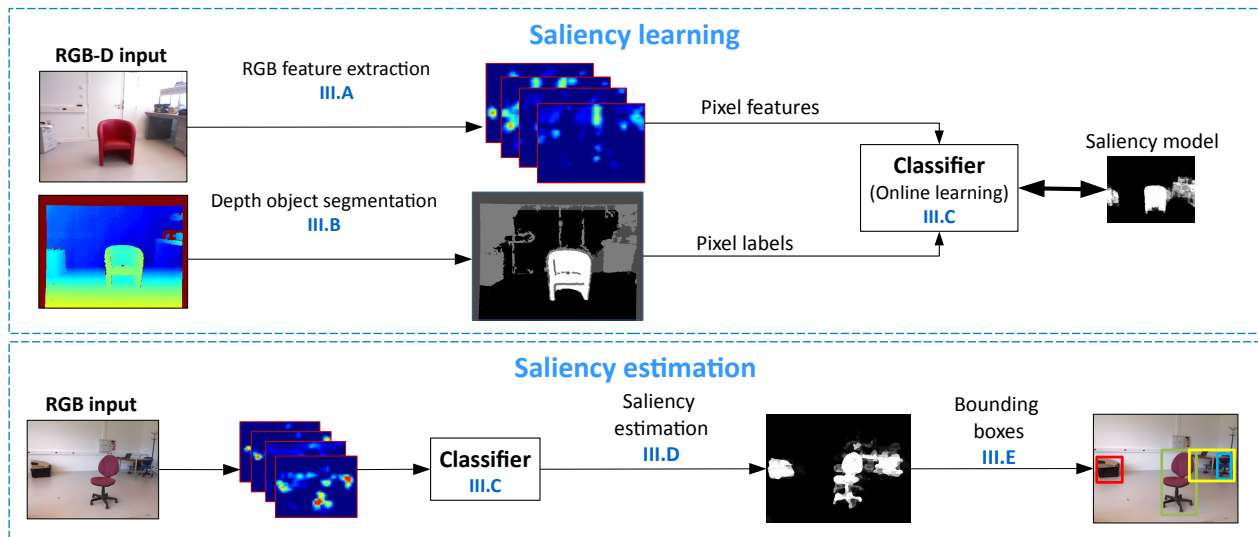 Saliency learning
RGB-D input
RGB feature extraction
III.A
Pixel features
Saliency model
Classifier
(Online learning)
III.C
Depth object segmentation
III.B
Pixel labels
Saliency estimation
RGB input
Saliency
estimation
III.D
Bounding
boxes
III.E
Classifier
III.C